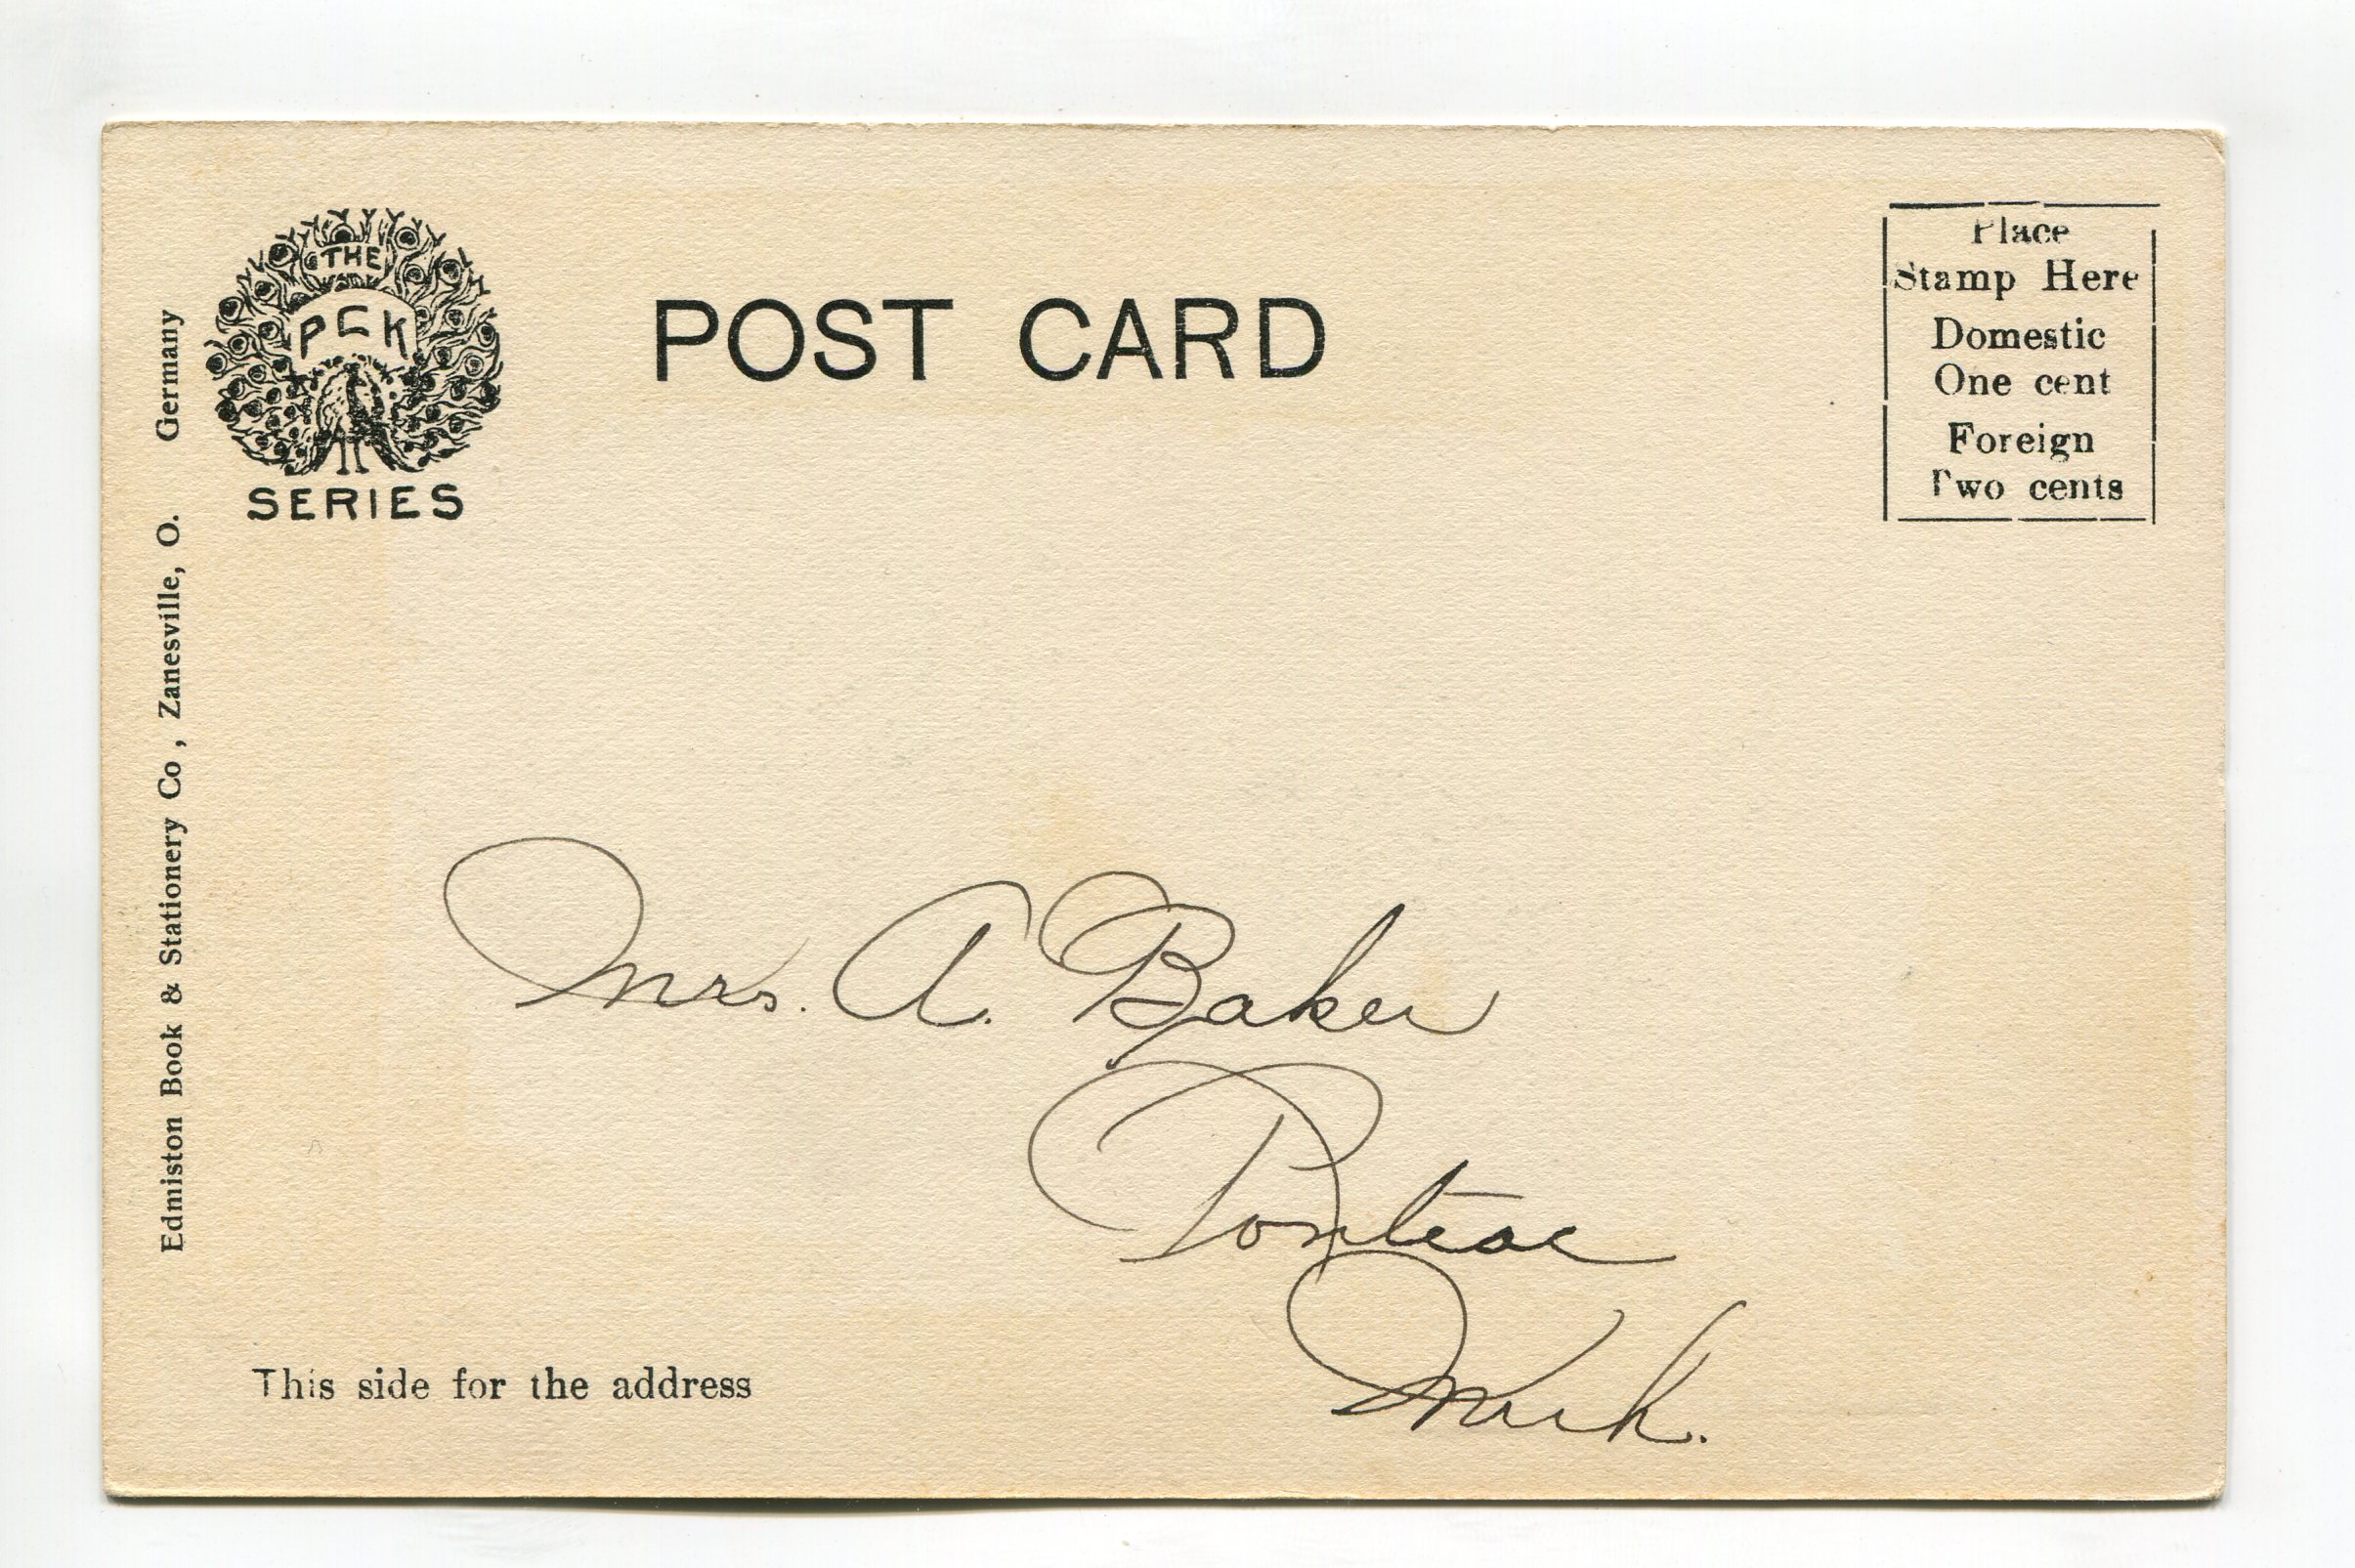 THE
PCK
SERIES
POST CARD
Place
Stamp Here
Domestic
One cent
Foreign
Two cents
Edmiston Book & Stationery Co, Zanesville, O. Germany
Mrs. A. Baker
Pontiac
Mich.
This side for the address